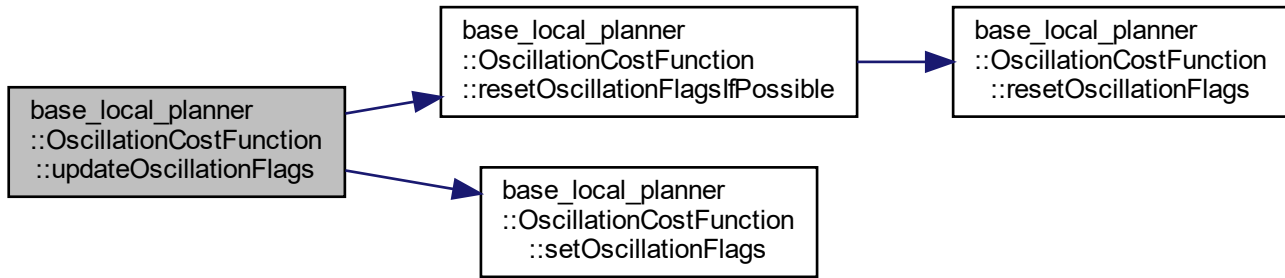 base_local_planner
::OscillationCostFunction
::updateOscillationFlags
base_local_planner
::OscillationCostFunction
::resetOscillationFlagsIfPossible
base_local_planner
::OscillationCostFunction
::resetOscillationFlags
base_local_planner
::OscillationCostFunction
::setOscillationFlags